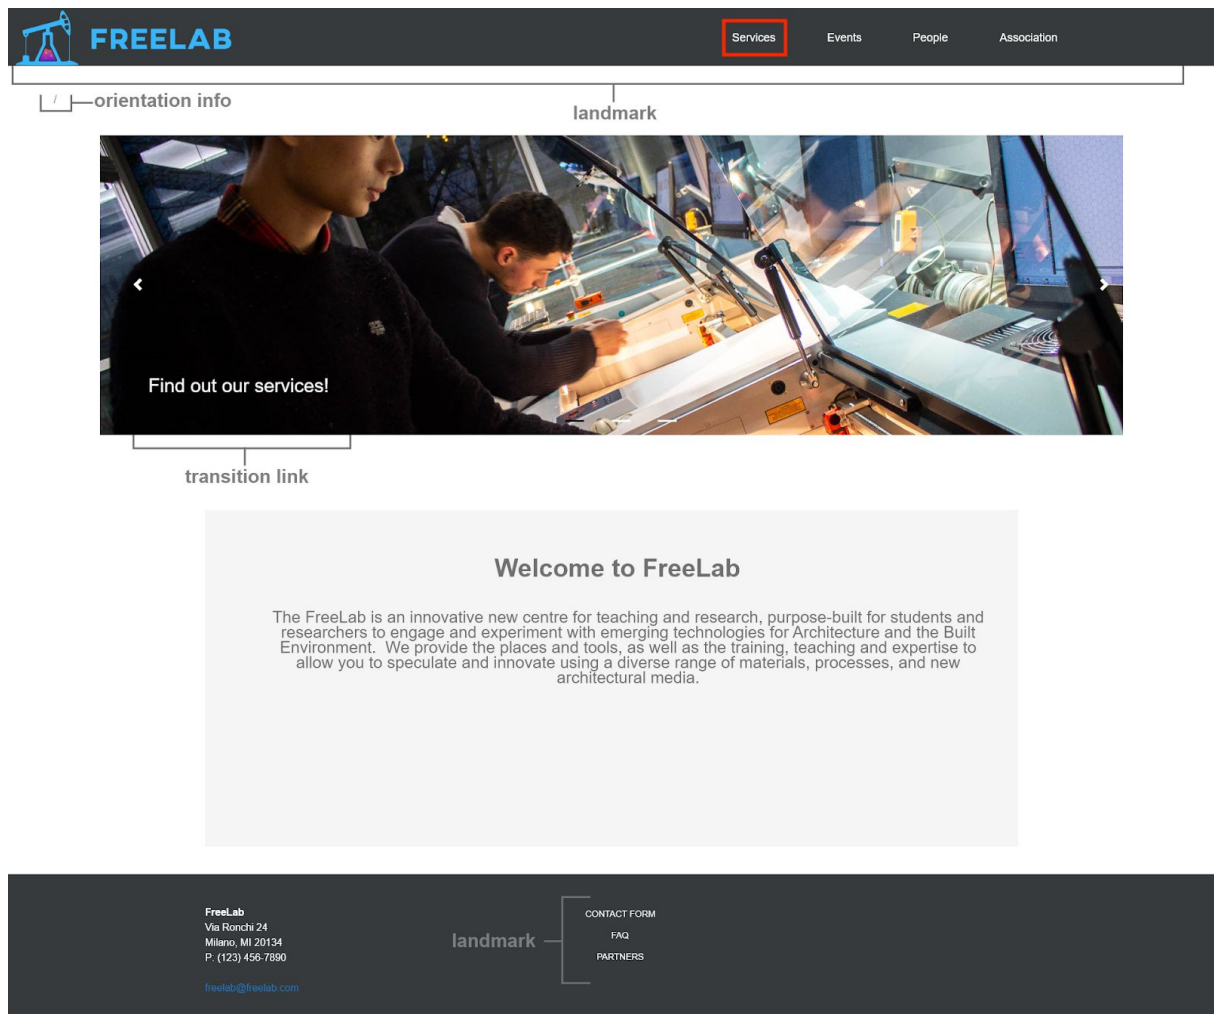 FREELAB
Services Events People Association
/ orientation info
landmark
Find out our services!
transition link
Welcome to FreeLab
The FreeLab is an innovative new centre for teaching and research, purpose-built for students and
researchers to engage and experiment with emerging technologies for Architecture and the Built
Environment. We provide the places and tools, as well as the training, teaching and expertise to
allow you to speculate and innovate using a diverse range of materials, processes, and new
architectural media.
FreeLab
Via Ronchi 24
Milano, MI 20134
P: (123) 456-7890
freelab@freelab.com
landmark
CONTACT FORM
FAQ
PARTNERS